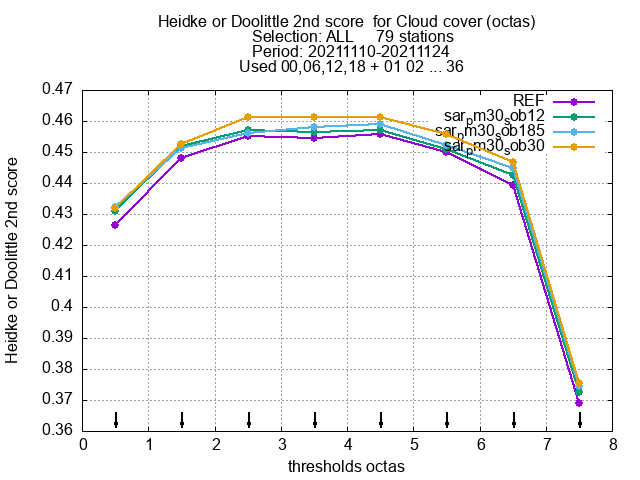 Heidke or Doolittle 2nd score  for Cloud cover (octas)
Selection: ALL     79 stations
Period: 20211110-20211124
Used 00,06,12,18 + 01 02 ... 36
REF
sar_pm30_sob12
sar_pm30_sob185
sar_pm30_sob30
Heidke or Doolittle 2nd score
0.47
0.46
0.45
0.44
0.43
0.42
0.41
0.4
0.39
0.38
0.37
0.36
0 1 2 3 4 5 6 7 8
thresholds octas